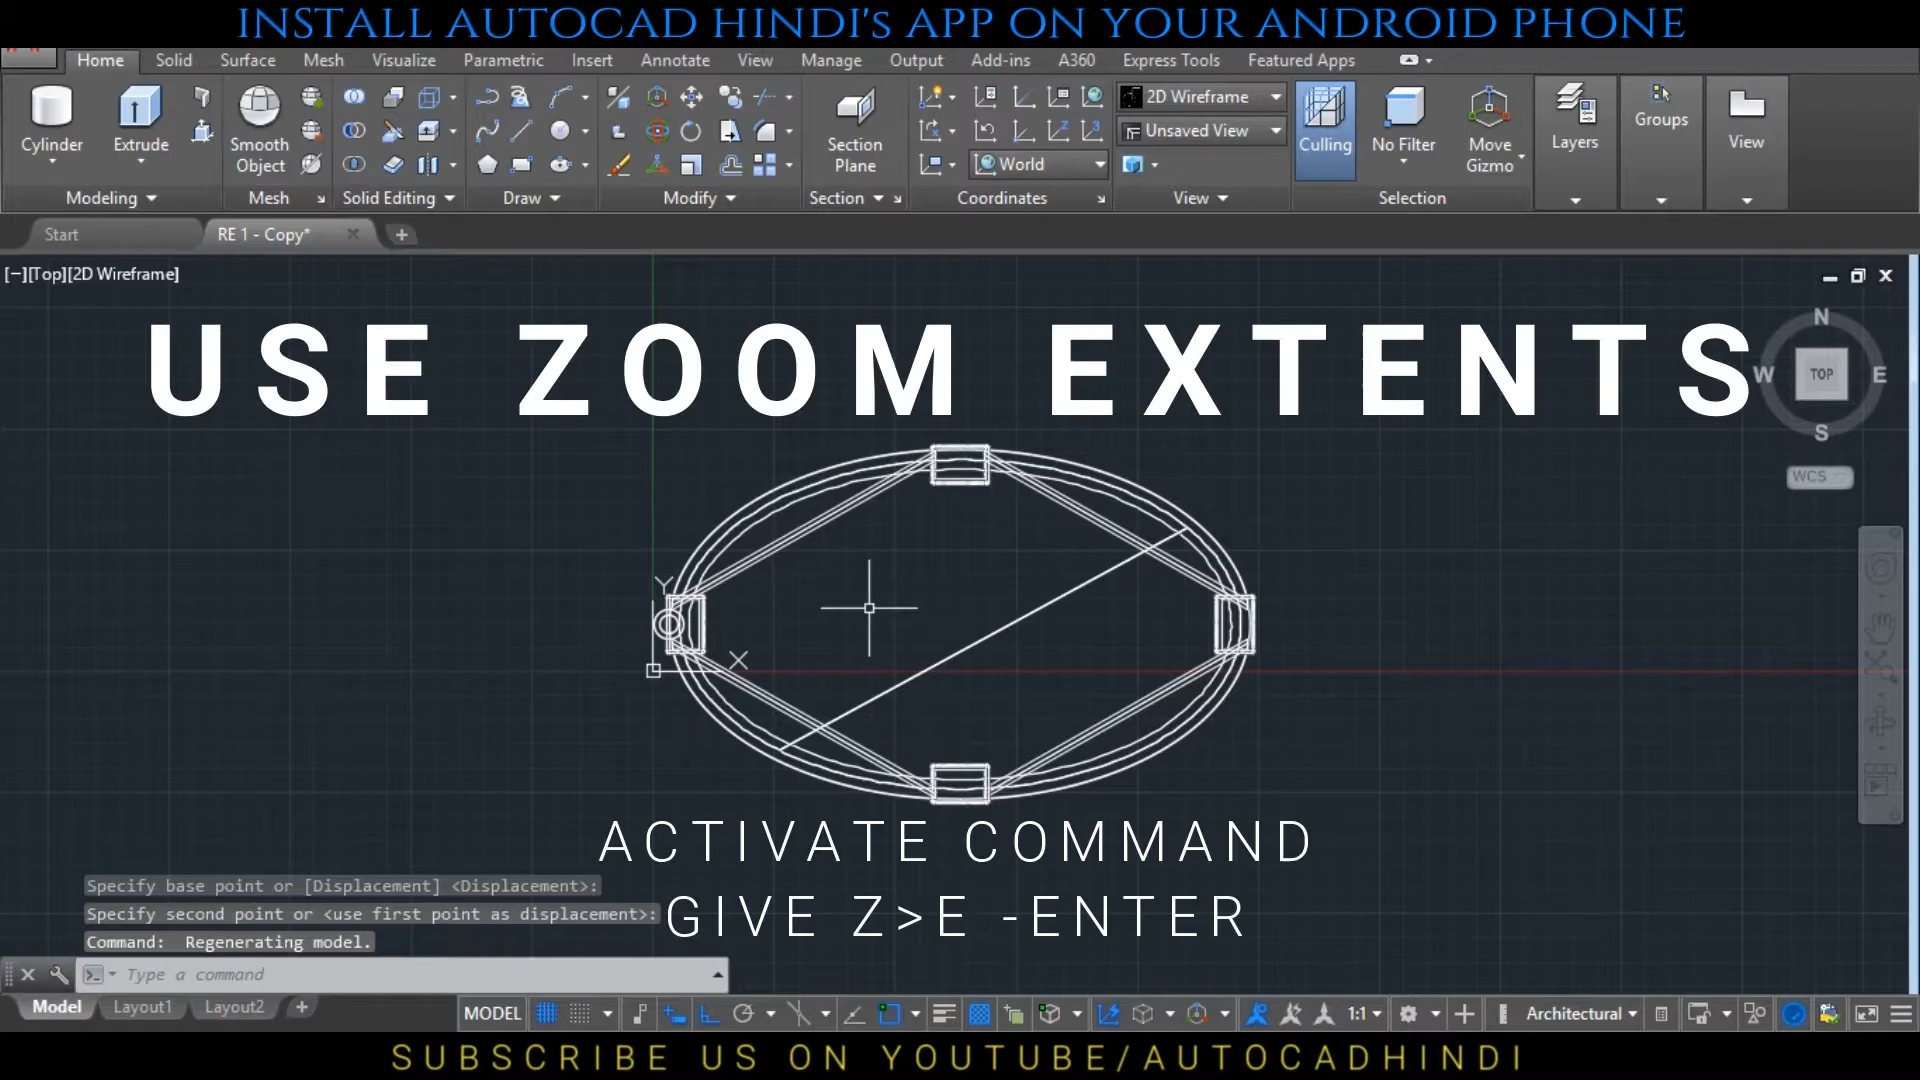 INSTALL AUTOCAD HINDI's APP ON YOUR ANDROID PHONE
Home Solid Surface Mesh Visualize Parametric Insert Annotate View Manage Output Add-ins A360 Express Tools Featured Apps
Cylinder Extrude Smooth Object Section Plane World 2D Wireframe Unsaved View Culling No Filter Move Gizmo Layers Groups View
Modeling Mesh Solid Editing Draw Modify Section Coordinates View Selection
Start RE 1 - Copy* +
[−][Top][2D Wireframe]
USE ZOOM EXTENTS
N
W TOP E
S
WCS
Y
X
ACTIVATE COMMAND
GIVE Z>E -ENTER
Specify base point or [Displacement] <Displacement>:
Specify second point or <use first point as displacement>:
Command: Regenerating model.
Type a command
Model Layout1 Layout2 + MODEL 1:1 Architectural
SUBSCRIBE US ON YOUTUBE/AUTOCADHINDI